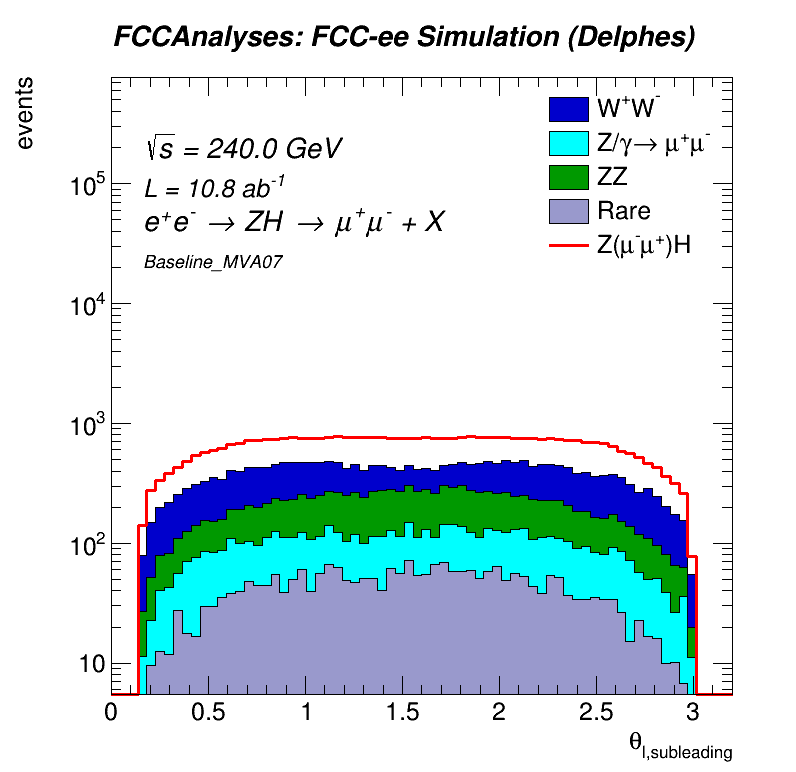 FCCAnalyses: FCC-ee Simulation (Delphes)
events
√s = 240.0 GeV
L = 10.8 ab⁻¹
e⁺e⁻ → ZH → μ⁺μ⁻ + X
Baseline_MVA07
W⁺W⁻
Z/γ→ μ⁺μ⁻
ZZ
Rare
Z(μ⁻μ⁺)H
10⁵
10⁴
10³
10²
10
0 0.5 1 1.5 2 2.5 3
θ_l,subleading